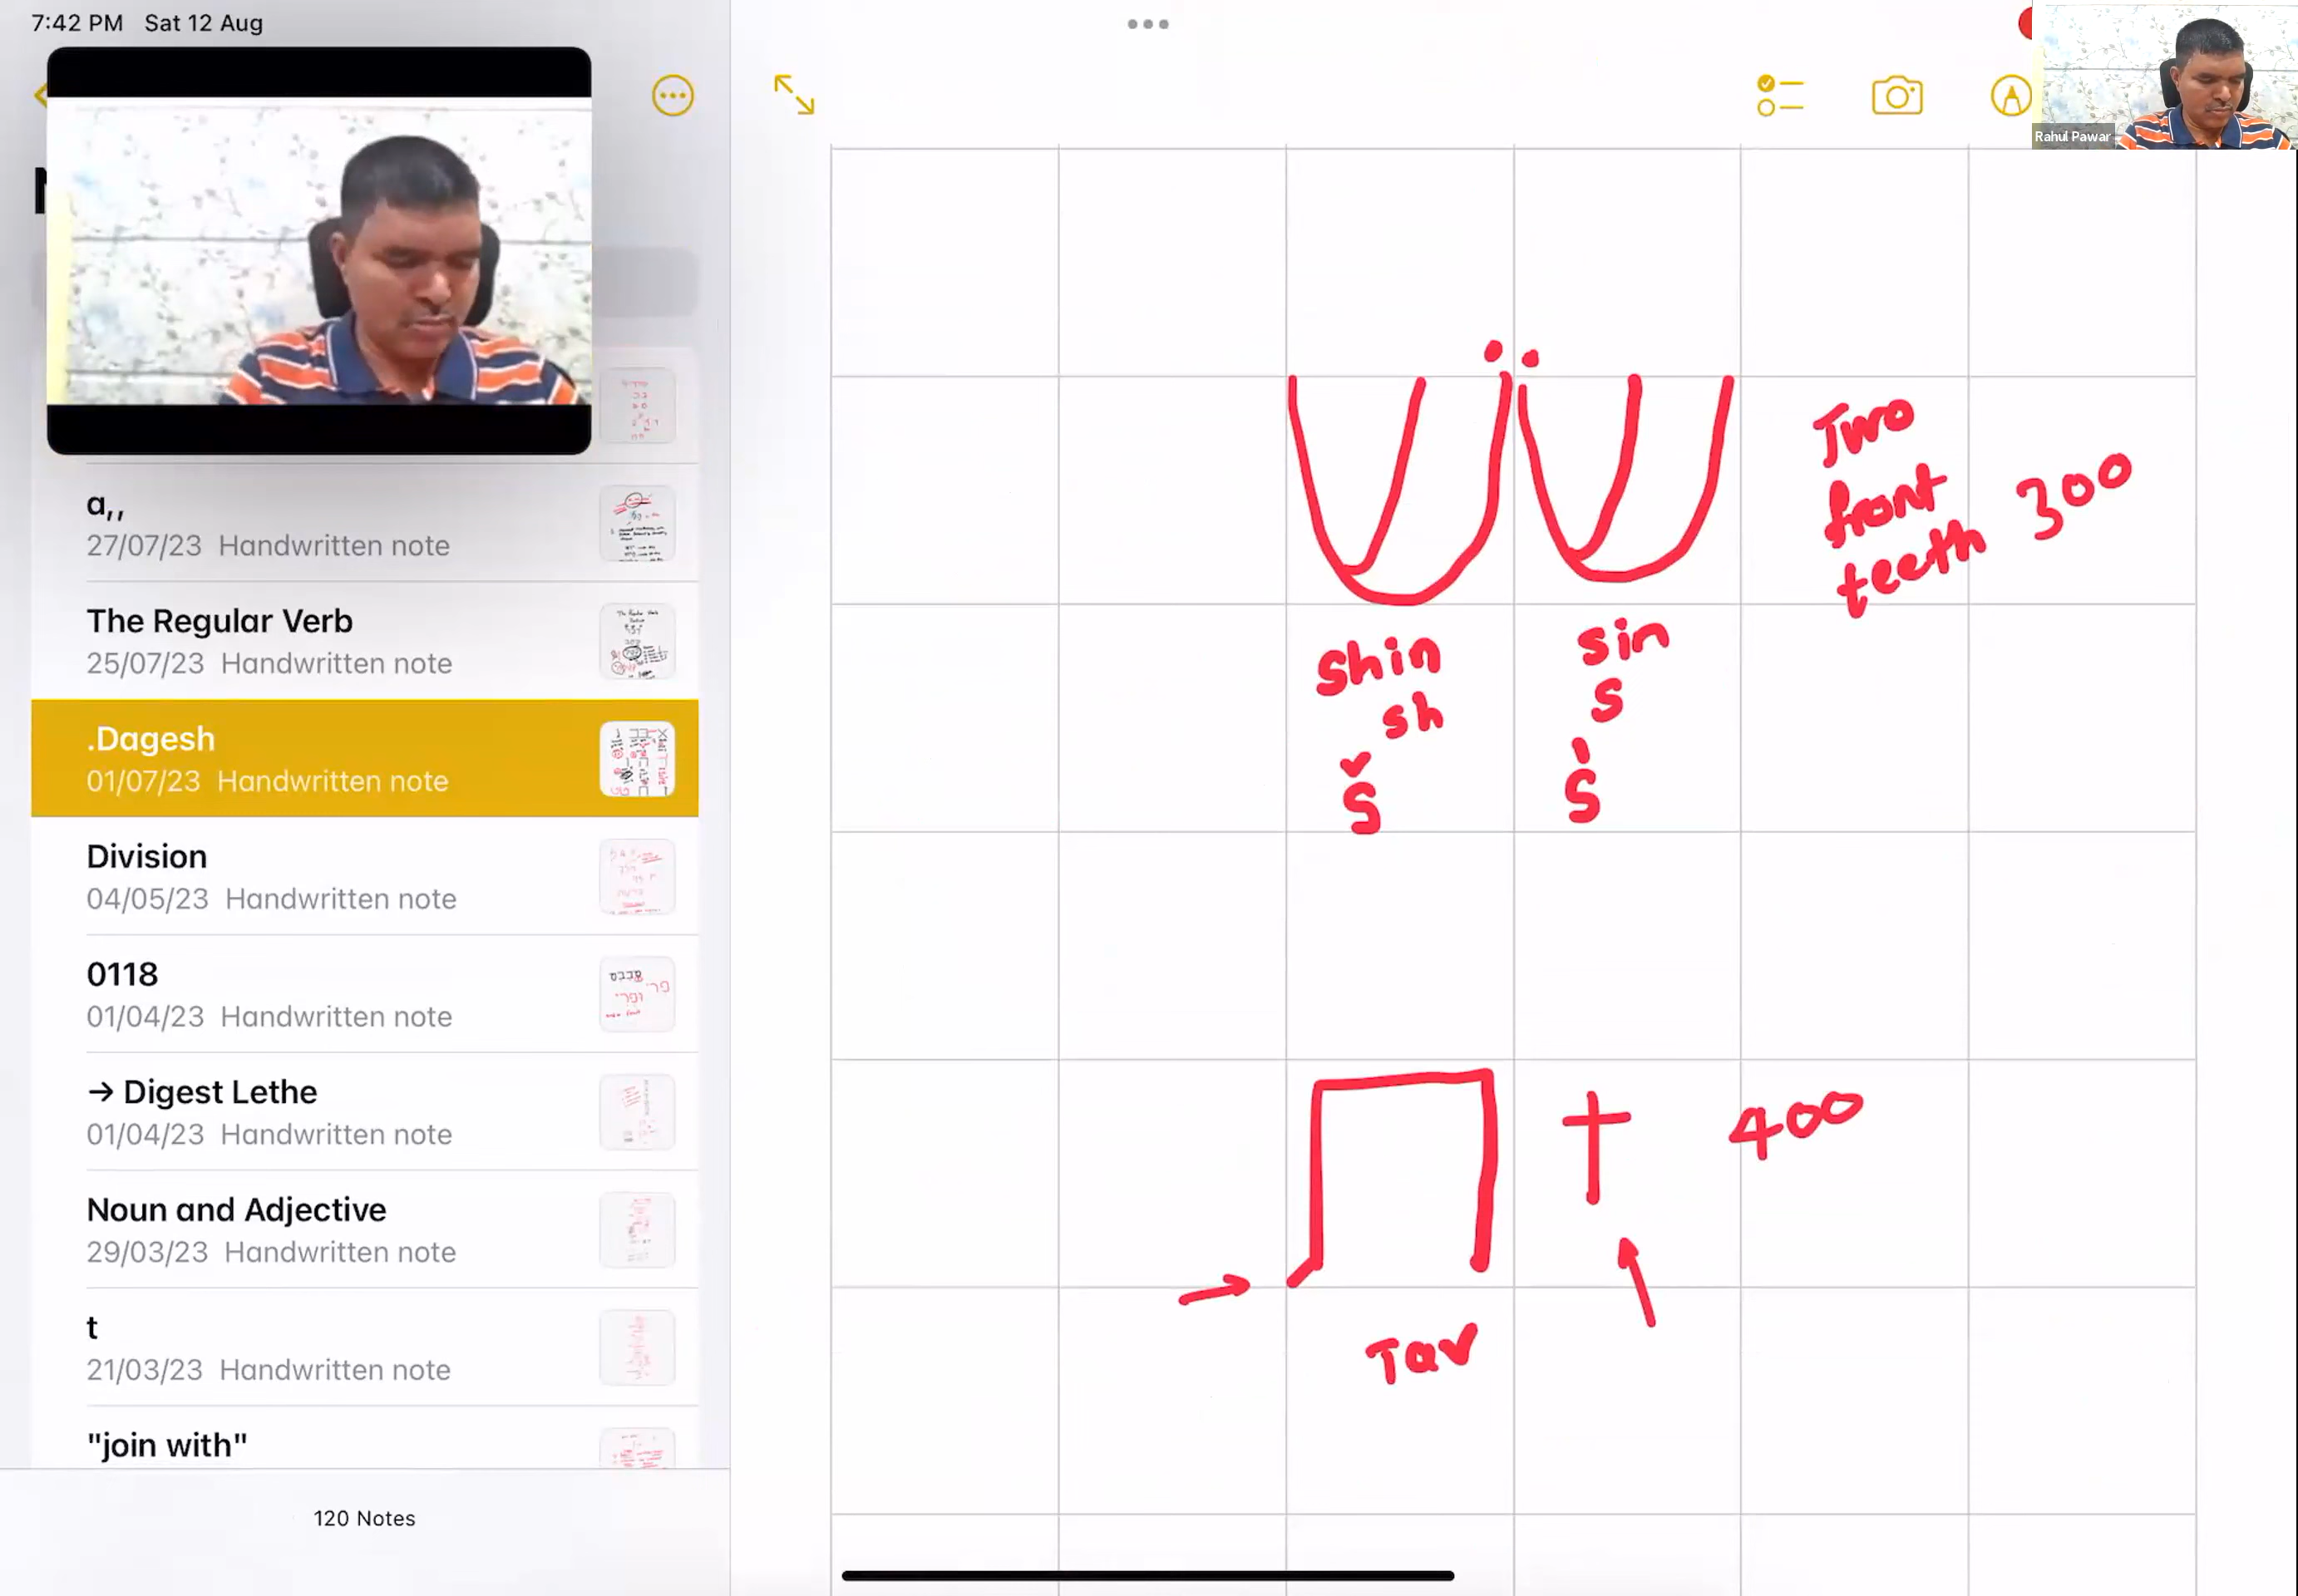 7:42 PM Sat 12 Aug
Rahul Pawar
a,,
27/07/23 Handwritten note
The Regular Verb
25/07/23 Handwritten note
.Dagesh
01/07/23 Handwritten note
Division
04/05/23 Handwritten note
0118
01/04/23 Handwritten note
→ Digest Lethe
01/04/23 Handwritten note
Noun and Adjective
29/03/23 Handwritten note
t
21/03/23 Handwritten note
"join with"
120 Notes
שׁ שׂ
Two
front
teeth 300
Shin sin
sh s
š ś
ת † 400
Tav